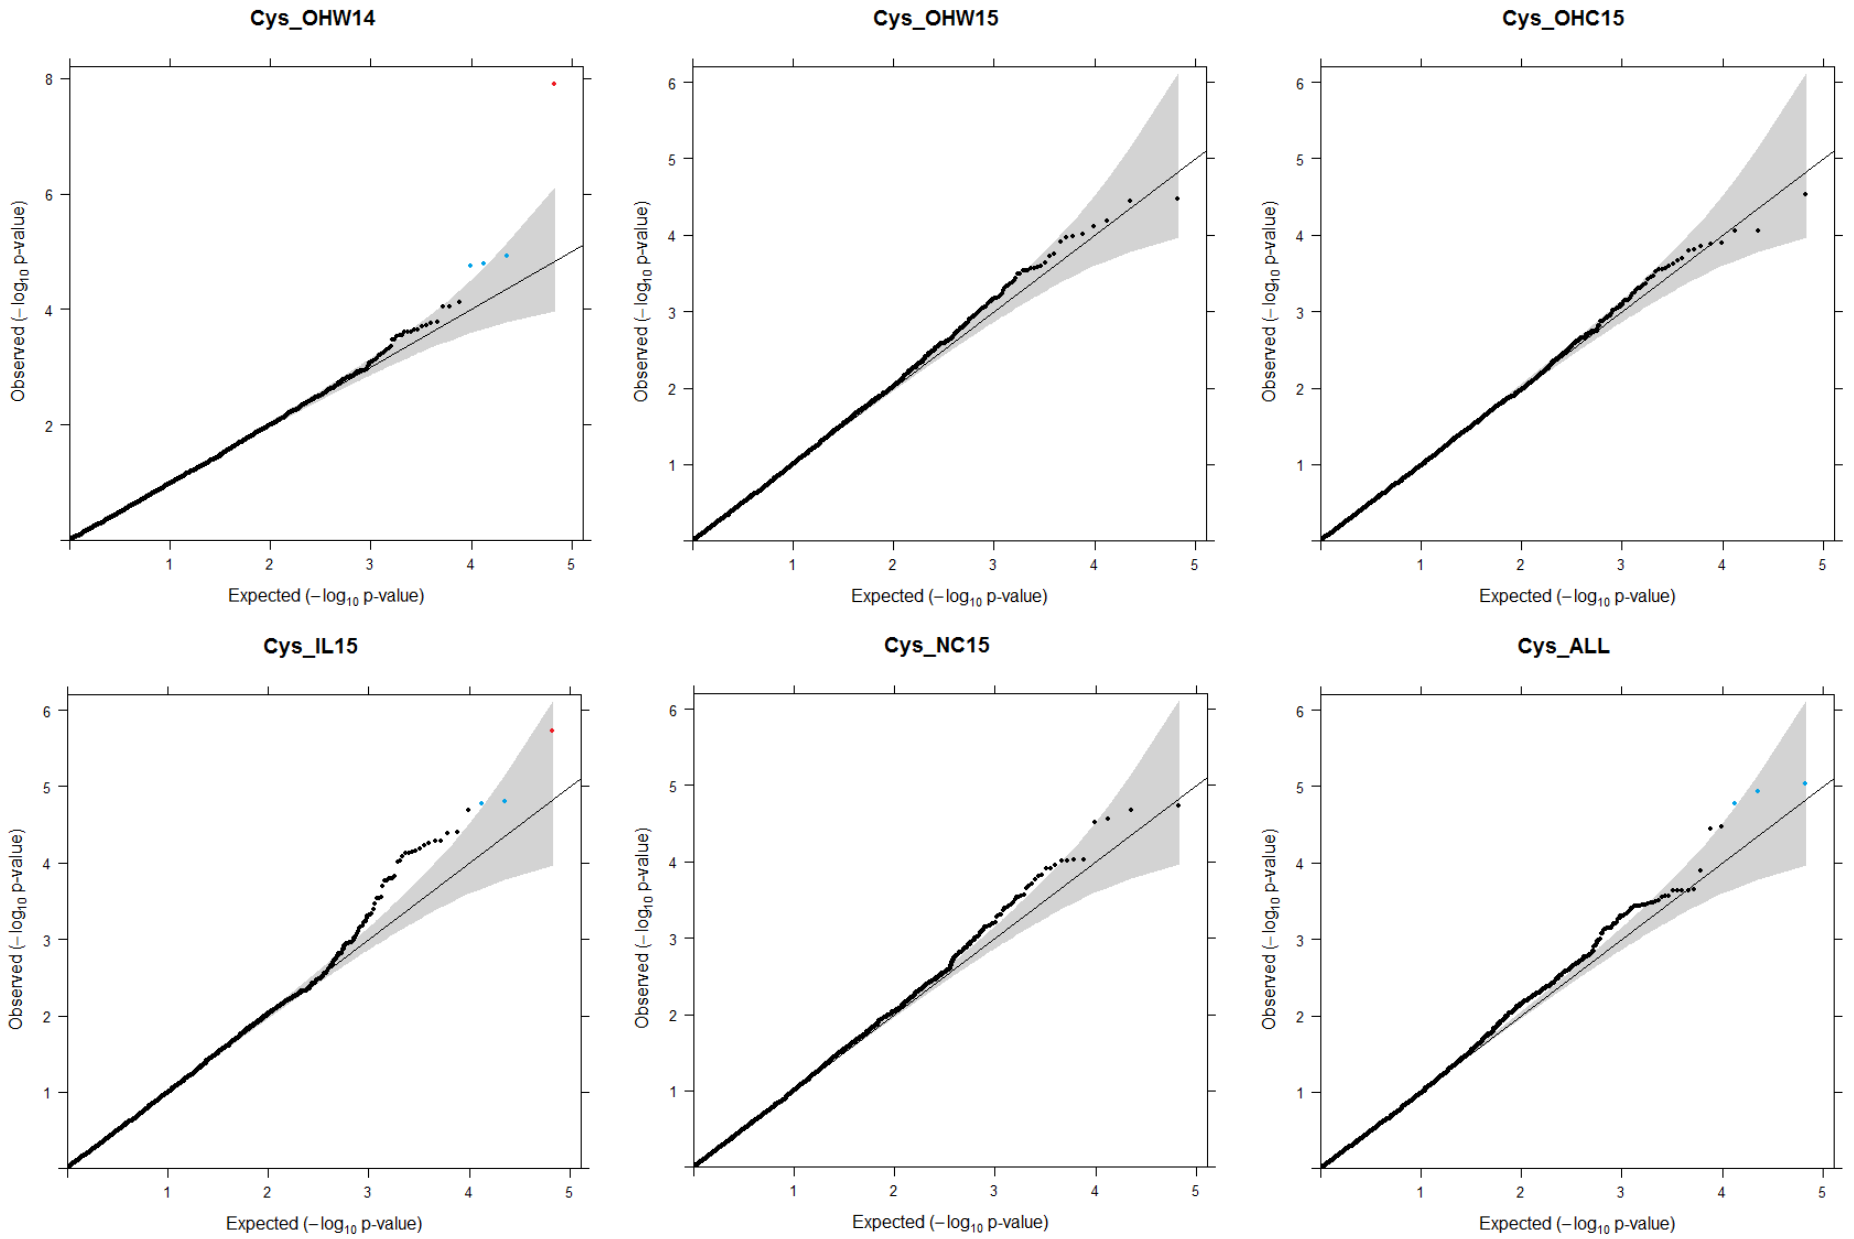 Cys_OHW14
Cys_OHW15
Cys_OHC15
8
6
4
2
1 2 3 4 5
Observed (−log10 p-value)
Expected (−log10 p-value)
6
5
4
3
2
1
1 2 3 4 5
Observed (−log10 p-value)
Expected (−log10 p-value)
6
5
4
3
2
1
1 2 3 4 5
Observed (−log10 p-value)
Expected (−log10 p-value)
Cys_IL15
Cys_NC15
Cys_ALL
6
5
4
3
2
1
1 2 3 4 5
Observed (−log10 p-value)
Expected (−log10 p-value)
6
5
4
3
2
1
1 2 3 4 5
Observed (−log10 p-value)
Expected (−log10 p-value)
6
5
4
3
2
1
1 2 3 4 5
Observed (−log10 p-value)
Expected (−log10 p-value)